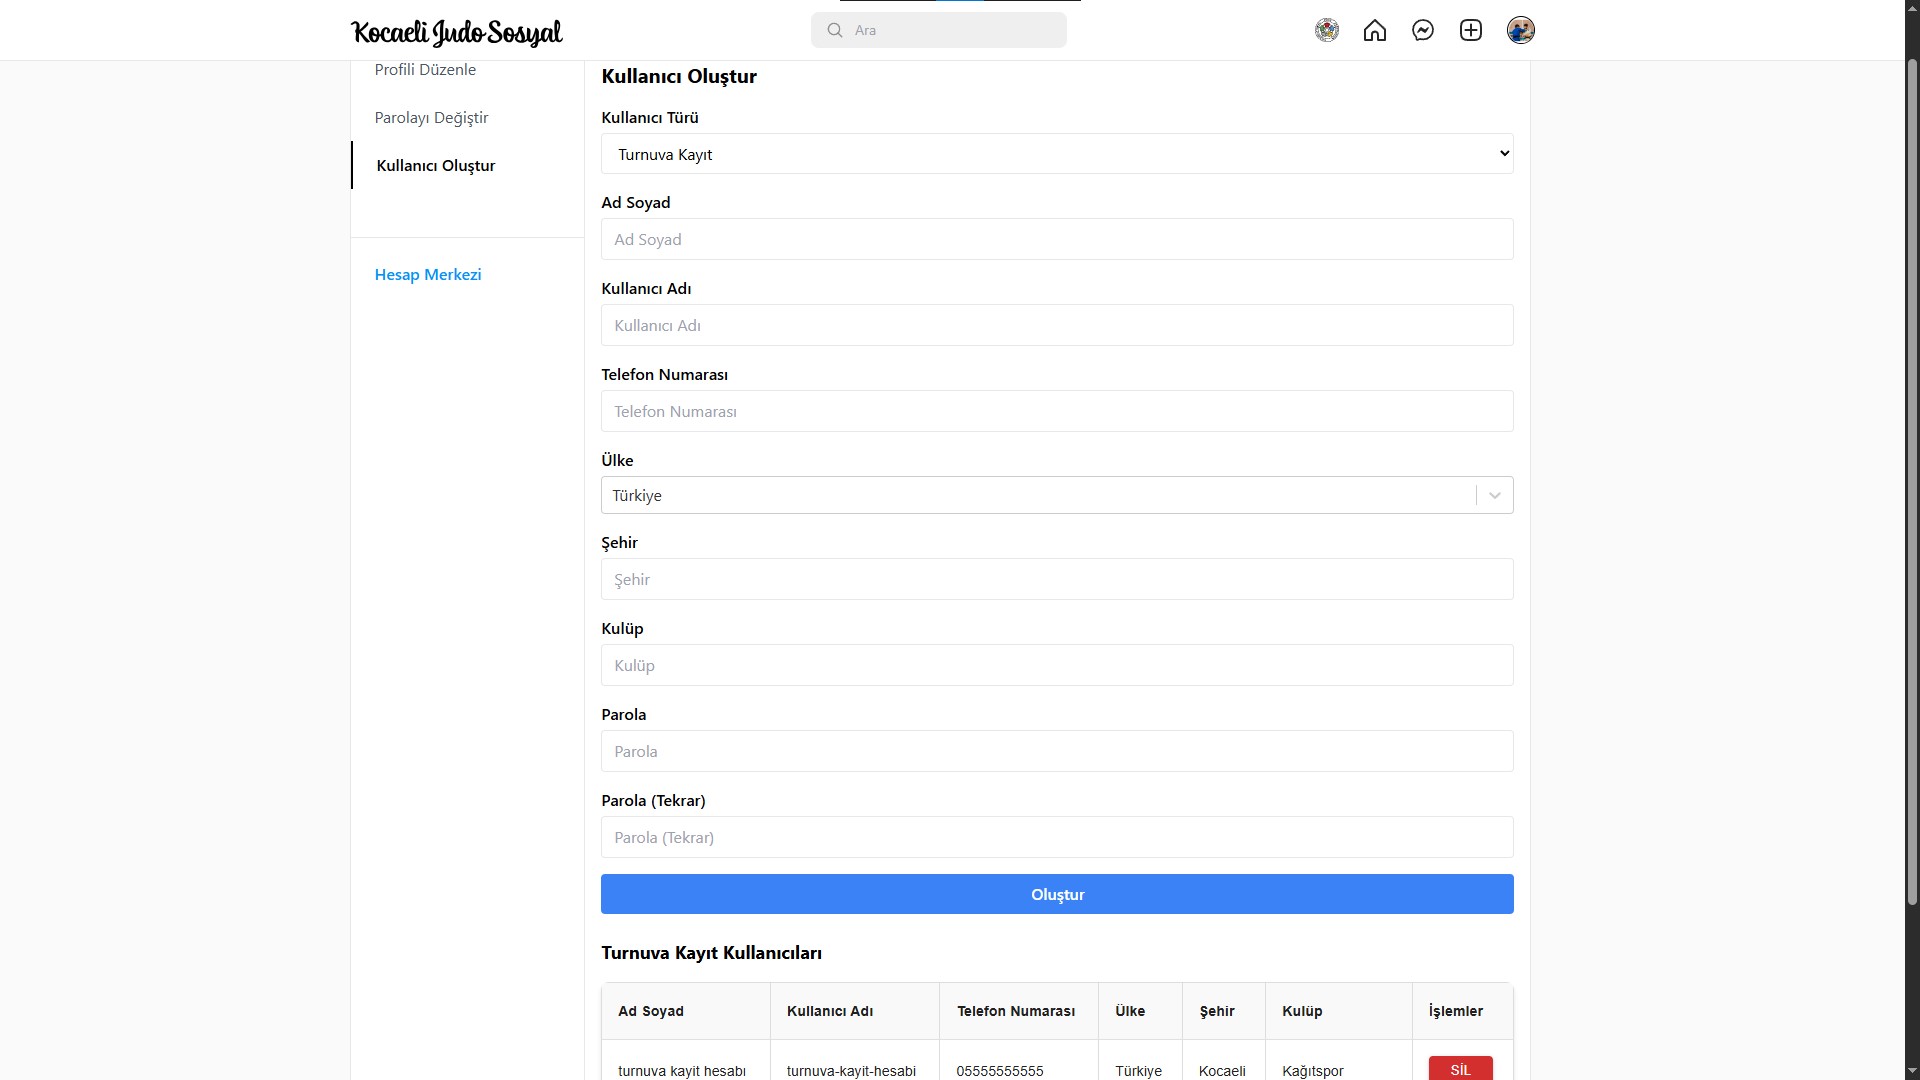 Kocaeli Judo Sosyal
Ara
Profili Düzenle
Parolayı Değiştir
Kullanıcı Oluştur
Hesap Merkezi
Kullanıcı Oluştur
Kullanıcı Türü
Turnuva Kayıt
Ad Soyad
Ad Soyad
Kullanıcı Adı
Kullanıcı Adı
Telefon Numarası
Telefon Numarası
Ülke
Türkiye
Şehir
Şehir
Kulüp
Kulüp
Parola
Parola
Parola (Tekrar)
Parola (Tekrar)
Oluştur
Turnuva Kayıt Kullanıcıları
Ad Soyad Kullanıcı Adı Telefon Numarası Ülke Şehir Kulüp İşlemler
turnuva kayit hesabı turnuva-kayit-hesabi 05555555555 Türkiye Kocaeli Kağıtspor SİL